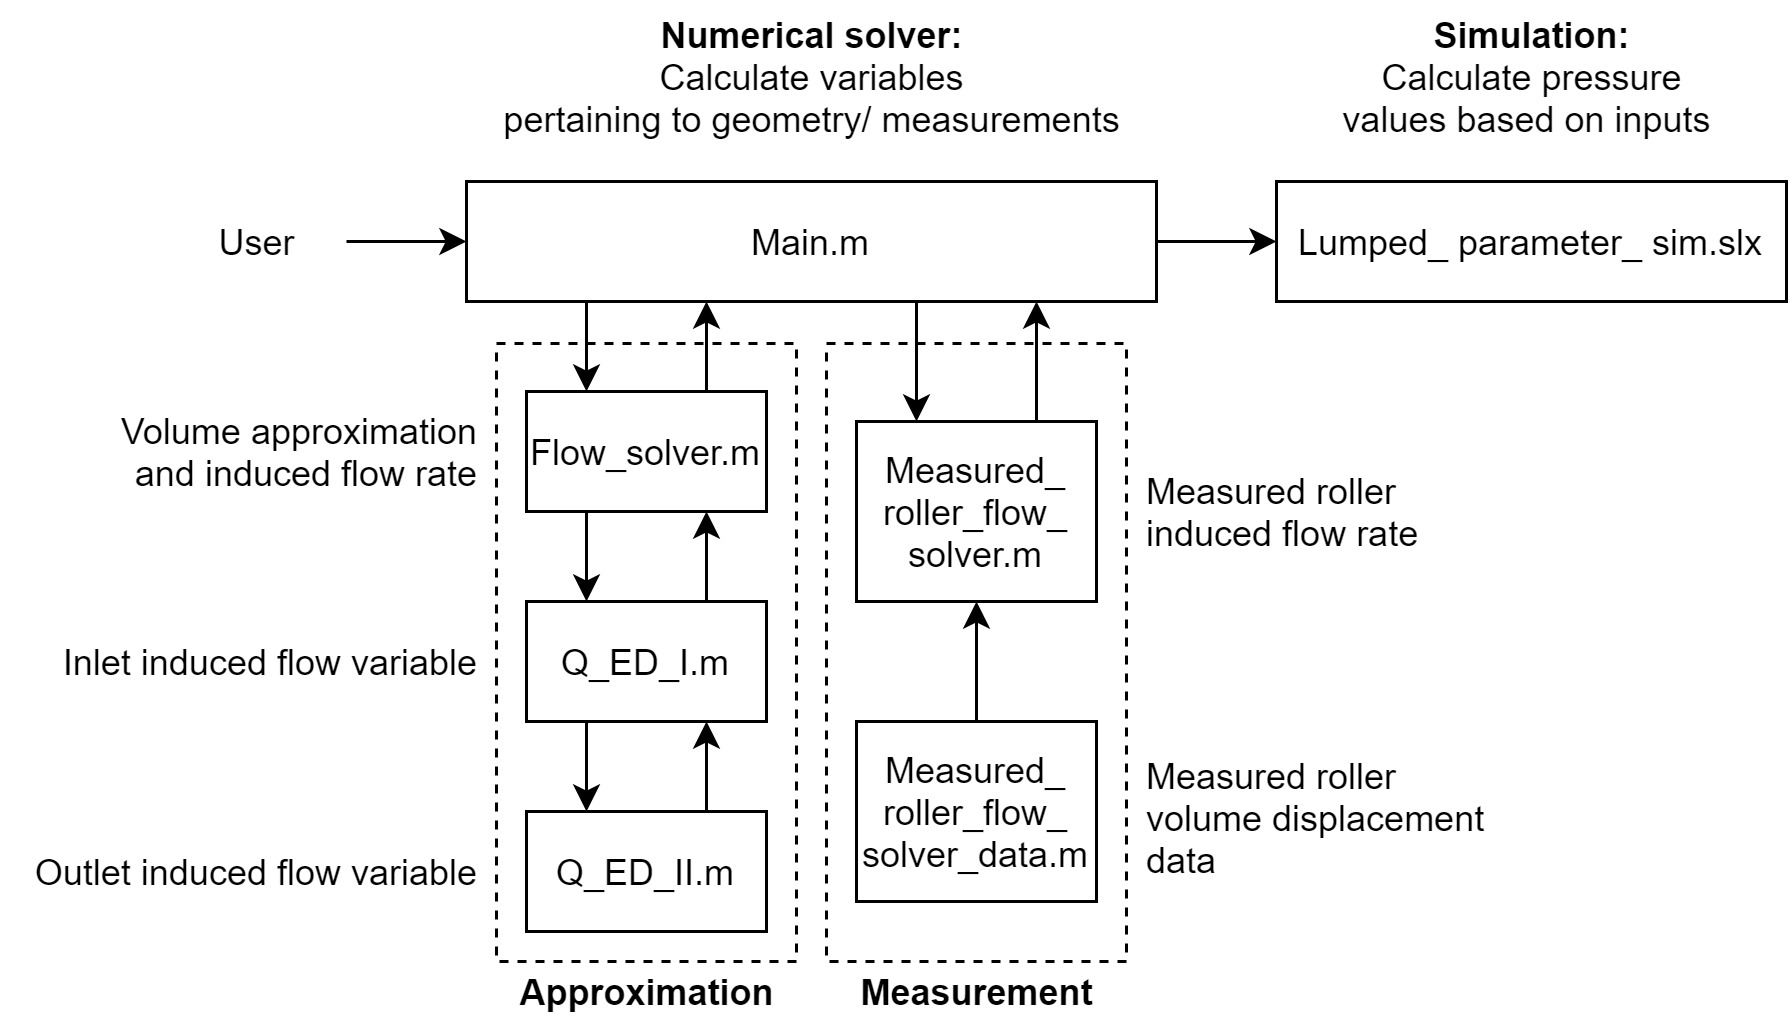 Numerical solver:
Calculate variables
pertaining to geometry/ measurements
Simulation:
Calculate pressure
values based on inputs
User
Main.m
Lumped_ parameter_ sim.slx
Volume approximation
and induced flow rate
Flow_solver.m
Measured_
roller_flow_
solver.m
Measured roller
induced flow rate
Inlet induced flow variable
Q_ED_I.m
Outlet induced flow variable
Q_ED_II.m
Measured_
roller_flow_
solver_data.m
Measured roller
volume displacement
data
Approximation
Measurement